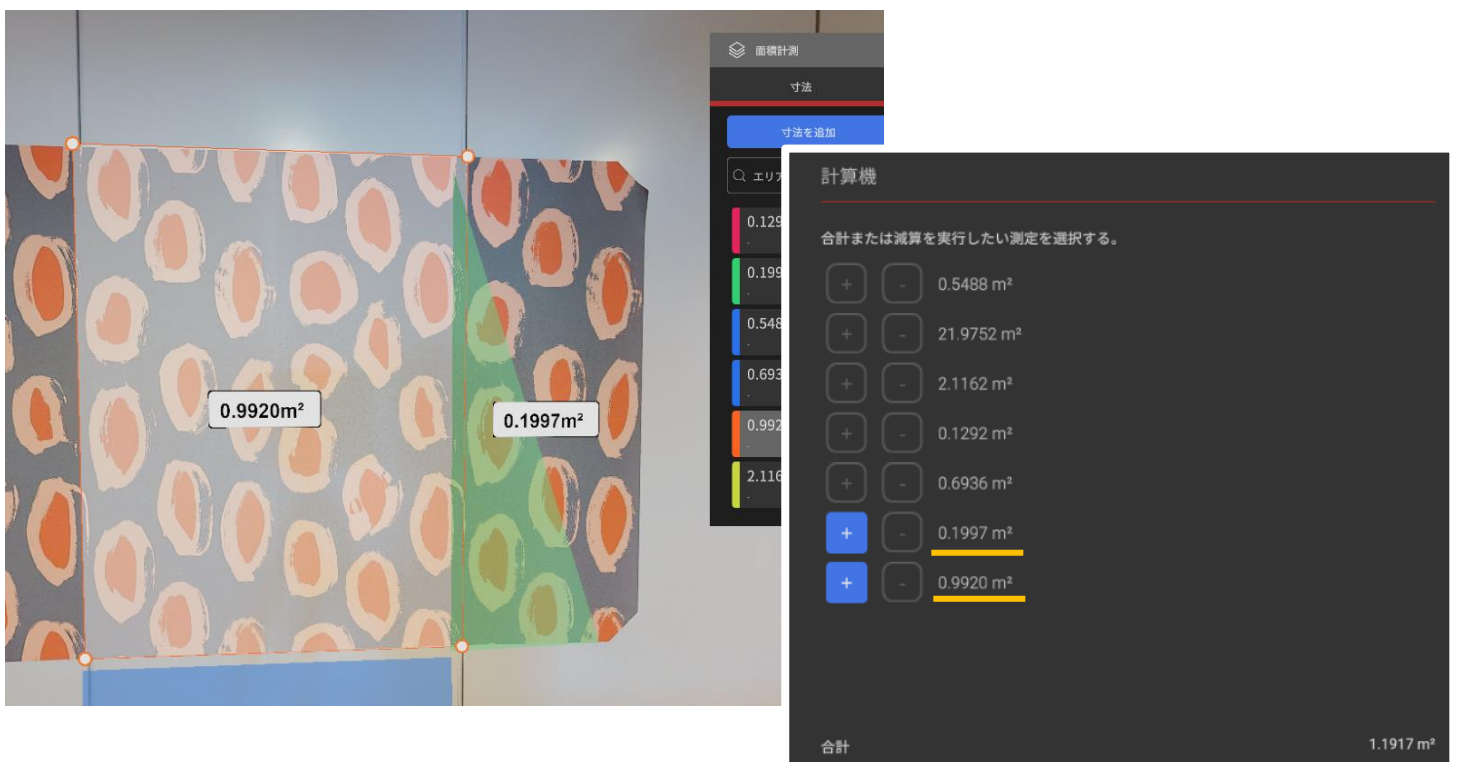 0.9920m²
0.1997m²
面積計測
寸法
寸法を追加
エリア
0.129
-
0.199
-
0.548
-
0.693
-
0.992
-
2.116
-
計算機
合計または減算を実行したい測定を選択する。
+ - 0.5488 m²
+ - 21.9752 m²
+ - 2.1162 m²
+ - 0.1292 m²
+ - 0.6936 m²
+ - 0.1997 m²
+ - 0.9920 m²
合計 1.1917 m²